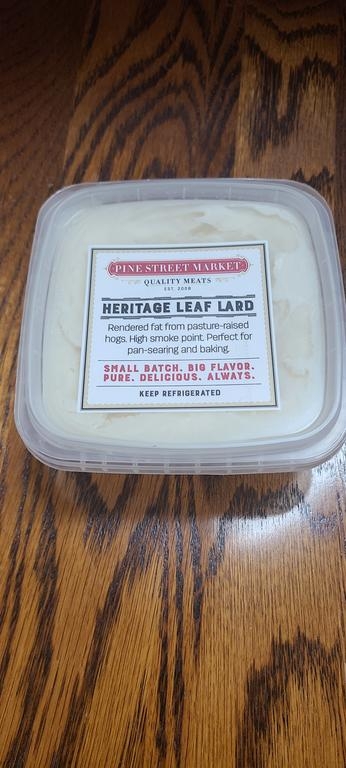 PINE STREET MARKET
QUALITY MEATS
EST. 2008
HERITAGE LEAF LARD
Rendered fat from pasture-raised
hogs. High smoke point. Perfect for
pan-searing and baking.
SMALL BATCH. BIG FLAVOR.
PURE. DELICIOUS. ALWAYS.
KEEP REFRIGERATED